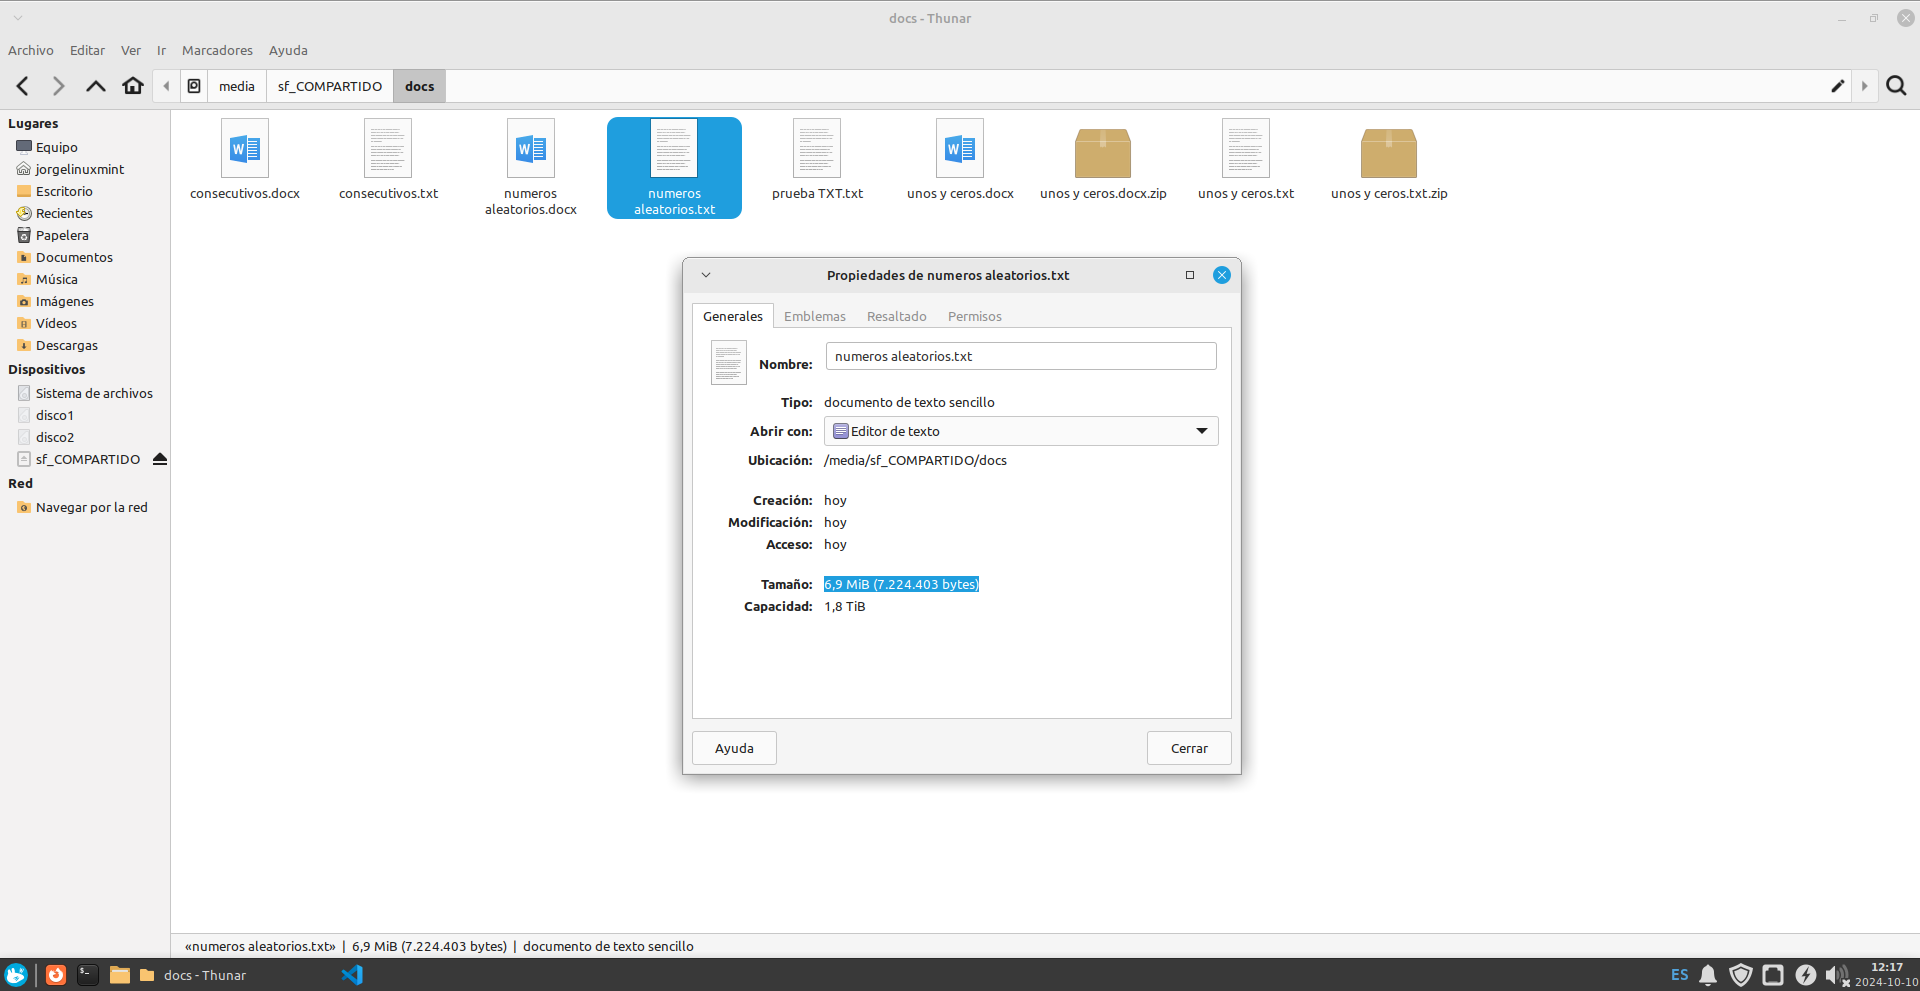 docs - Thunar
Archivo Editar Ver Ir Marcadores Ayuda
media sf_COMPARTIDO docs
Lugares
Equipo
jorgelinuxmint
Escritorio
Recientes
Papelera
Documentos
Música
Imágenes
Vídeos
Descargas
Dispositivos
Sistema de archivos
disco1
disco2
sf_COMPARTIDO
Red
Navegar por la red
consecutivos.docx
consecutivos.txt
numeros
aleatorios.docx
numeros
aleatorios.txt
prueba TXT.txt
unos y ceros.docx
unos y ceros.docx.zip
unos y ceros.txt
unos y ceros.txt.zip
Propiedades de numeros aleatorios.txt
Generales Emblemas Resaltado Permisos
Nombre: numeros aleatorios.txt
Tipo: documento de texto sencillo
Abrir con: Editor de texto
Ubicación: /media/sf_COMPARTIDO/docs
Creación: hoy
Modificación: hoy
Acceso: hoy
Tamaño: 6,9 MiB (7.224.403 bytes)
Capacidad: 1,8 TiB
Ayuda Cerrar
«numeros aleatorios.txt» | 6,9 MiB (7.224.403 bytes) | documento de texto sencillo
docs - Thunar
ES
12:17
2024-10-10